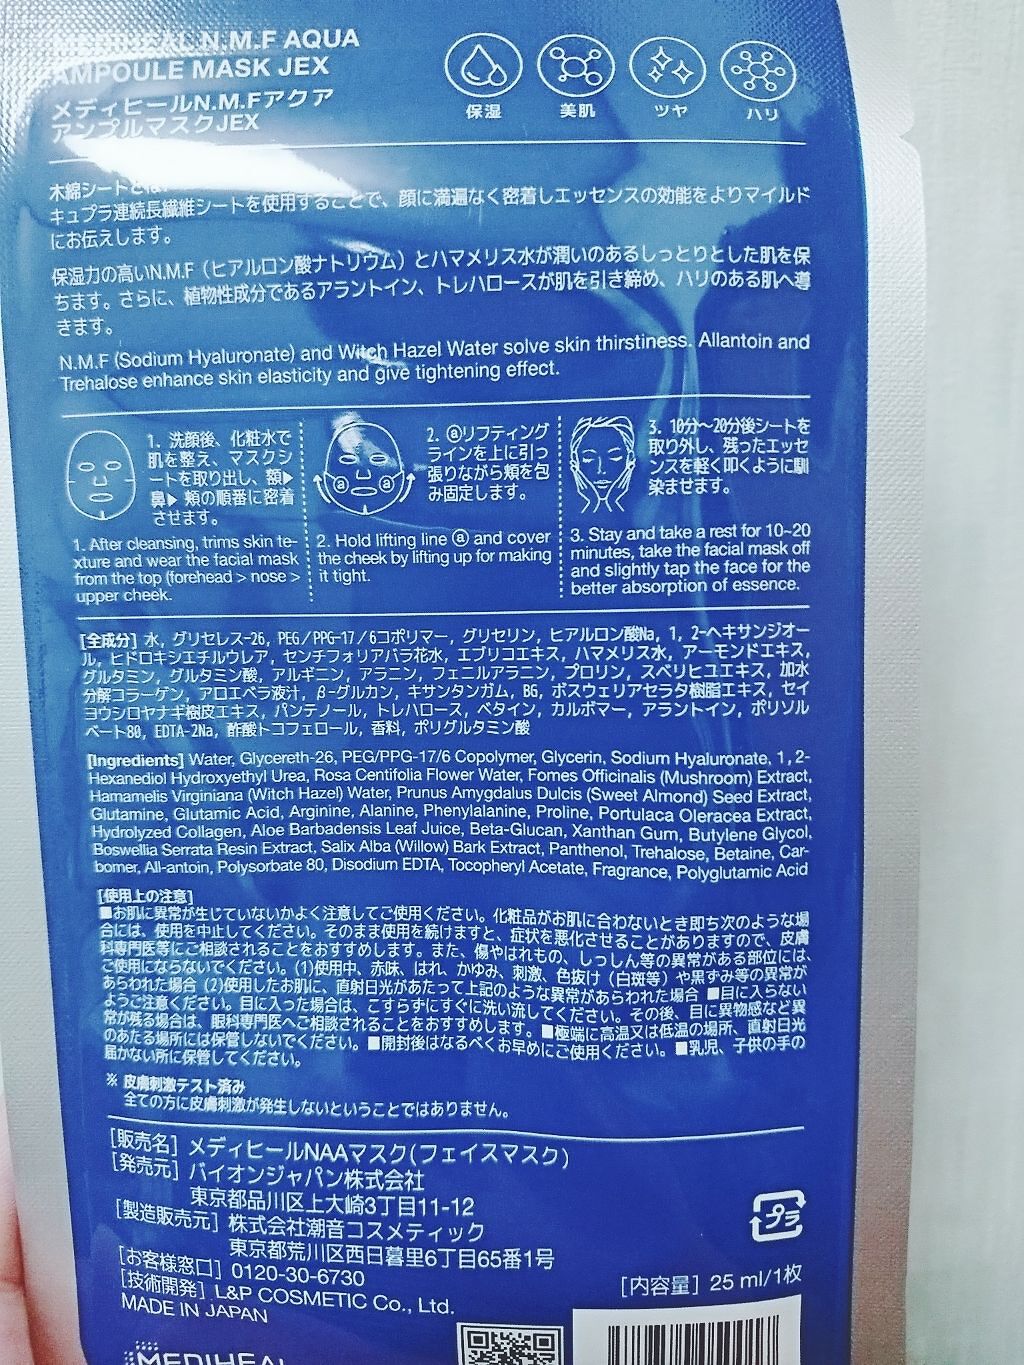 MEDIHEAL N.M.F AQUA
AMPOULE MASK JEX
メディヒールN.M.Fアクア
アンプルマスクJEX
保湿
美肌
ツヤ
ハリ
木綿シートとは
キュプラ連続長繊維シートを使用することで、顔に満遍なく密着しエッセンスの効能をよりマイルド
にお伝えします。
保湿力の高いN.M.F（ヒアルロン酸ナトリウム）とハマメリス水が潤いのあるしっとりとした肌を保
ちます。さらに、植物性成分であるアラントイン、トレハロースが肌を引き締め、ハリのある肌へ導
きます。
N.M.F (Sodium Hyaluronate) and Witch Hazel Water solve skin thirstiness. Allantoin and
Trehalose enhance skin elasticity and give tightening effect.
1. 洗顔後、化粧水で
肌を整え、マスクシ
ートを取り出し、額▶
鼻▶ 頬の順番に密着
させます。
1. After cleansing, trims skin te-
xture and wear the facial mask
from the top (forehead > nose >
upper cheek.
ⓐ ⓐ
2. ⓐリフティング
ラインを上に引っ
張りながら頬を包
み固定します。
2. Hold lifting line ⓐ and cover
the cheek by lifting up for making
it tight.
3. 10分～20分後シートを
取り外し、残ったエッセ
ンスを軽く叩くように馴
染ませます。
3. Stay and take a rest for 10~20
minutes, take the facial mask off
and slightly tap the face for the
better absorption of essence.
[全成分] 水, グリセレス-26, PEG/PPG-17/6コポリマー, グリセリン, ヒアルロン酸Na, 1, 2-ヘキサンジオー
ル, ヒドロキシエチルウレア, センチフォリアバラ花水, エブリコエキス, ハマメリス水, アーモンドエキス,
グルタミン, グルタミン酸, アルギニン, アラニン, フェニルアラニン, プロリン, スベリヒユエキス, 加水
分解コラーゲン, アロエベラ液汁, β-グルカン, キサンタンガム, BG, ボスウェリアセラタ樹脂エキス, セイ
ヨウシロヤナギ樹皮エキス, パンテノール, トレハロース, ベタイン, カルボマー, アラントイン, ポリソル
ベート80, EDTA-2Na, 酢酸トコフェロール, 香料, ポリグルタミン酸
[Ingredients] Water, Glycereth-26, PEG/PPG-17/6 Copolymer, Glycerin, Sodium Hyaluronate, 1, 2-
Hexanediol Hydroxyethyl Urea, Rosa Centifolia Flower Water, Fomes Officinalis (Mushroom) Extract,
Hamamelis Virginiana (Witch Hazel) Water, Prunus Amygdalus Dulcis (Sweet Almond) Seed Extract,
Glutamine, Glutamic Acid, Arginine, Alanine, Phenylalanine, Proline, Portulaca Oleracea Extract,
Hydrolyzed Collagen, Aloe Barbadensis Leaf Juice, Beta-Glucan, Xanthan Gum, Butylene Glycol,
Boswellia Serrata Resin Extract, Salix Alba (Willow) Bark Extract, Panthenol, Trehalose, Betaine, Car-
bomer, All-antoin, Polysorbate 80, Disodium EDTA, Tocopheryl Acetate, Fragrance, Polyglutamic Acid
[使用上の注意]
■お肌に異常が生じていないかよく注意してご使用ください。化粧品がお肌に合わないとき即ち次のような場
合には、使用を中止してください。そのまま使用を続けますと、症状を悪化させることがありますので、皮膚
科専門医等にご相談されることをおすすめします。また、傷やはれもの、しっしん等の異常がある部位には、
ご使用にならないでください。(1)使用中、赤味、はれ、かゆみ、刺激、色抜け（白斑等）や黒ずみ等の異常が
あらわれた場合 (2)使用したお肌に、直射日光があたって上記のような異常があらわれた場合 ■目に入らない
ようご注意ください。目に入った場合は、こすらずにすぐに洗い流してください。その後、目に異物感など異
常が残る場合は、眼科専門医へご相談されることをおすすめします。■極端に高温又は低温の場所、直射日光
のあたる場所には保管しないでください。■開封後はなるべくお早めにご使用ください。■乳児、子供の手の
届かない所に保管してください。
※ 皮膚刺激テスト済み
全ての方に皮膚刺激が発生しないということではありません。
[販売名] メディヒールNAAマスク(フェイスマスク)
[発売元] バイオンジャパン株式会社
東京都品川区上大崎3丁目11-12
[製造販売元] 株式会社潮音コスメティック
東京都荒川区西日暮里6丁目65番1号
[お客様窓口] 0120-30-6730
[技術開発] L&P COSMETIC Co., Ltd.
MADE IN JAPAN
プラ
[内容量] 25 ml/1枚
MEDIHEAL